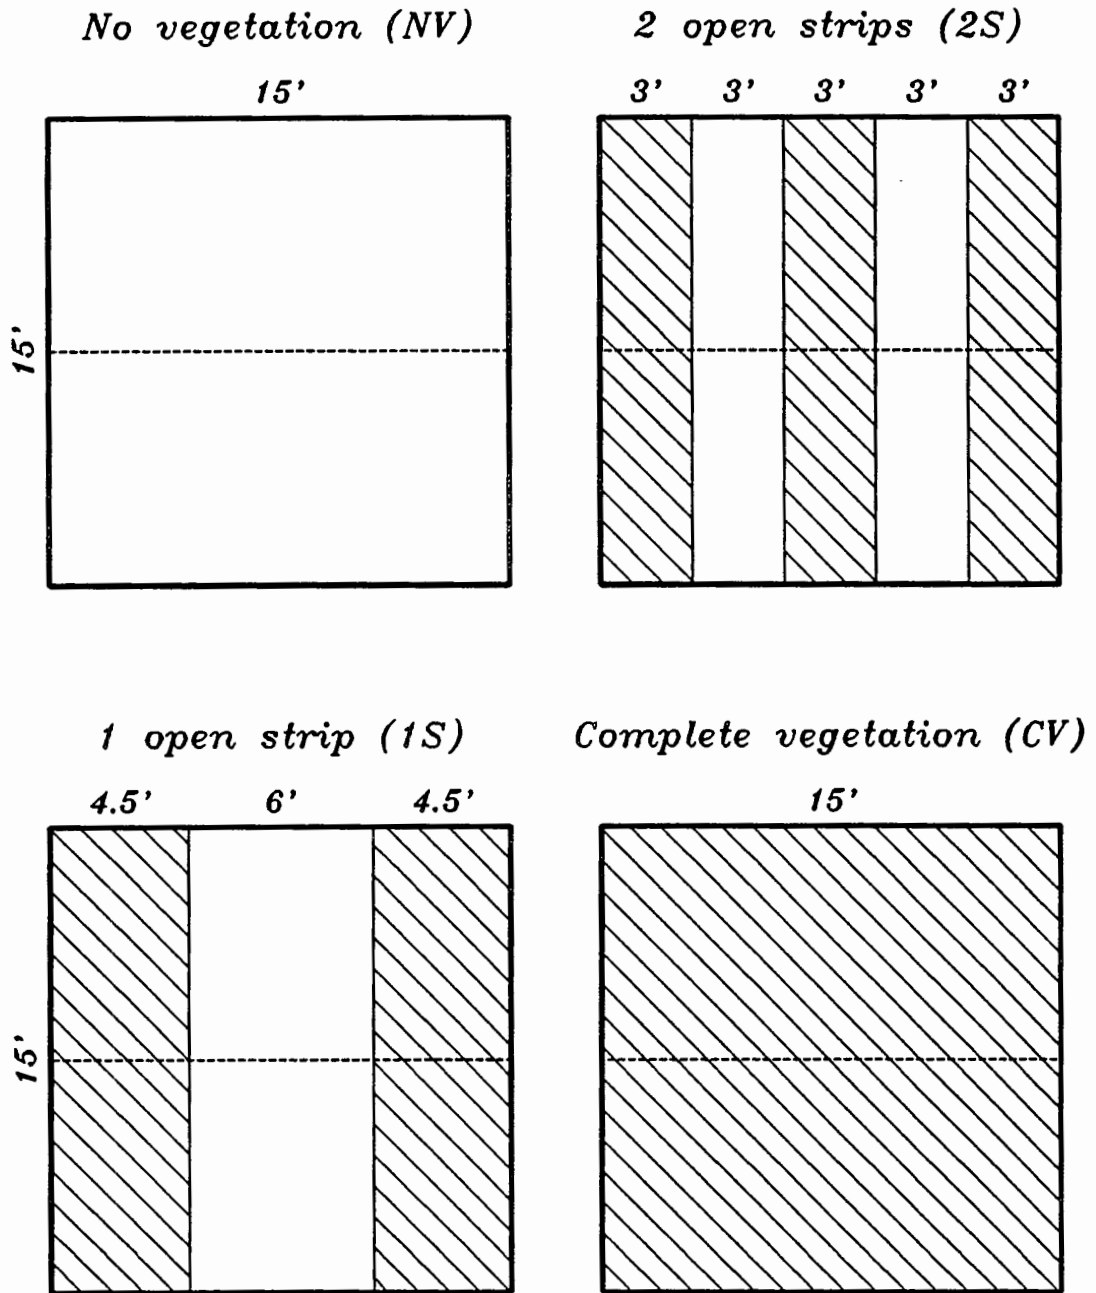 No vegetation (NV)
15'
15'
2 open strips (2S)
3' 3' 3' 3' 3'
1 open strip (1S)
4.5' 6' 4.5'
15'
Complete vegetation (CV)
15'